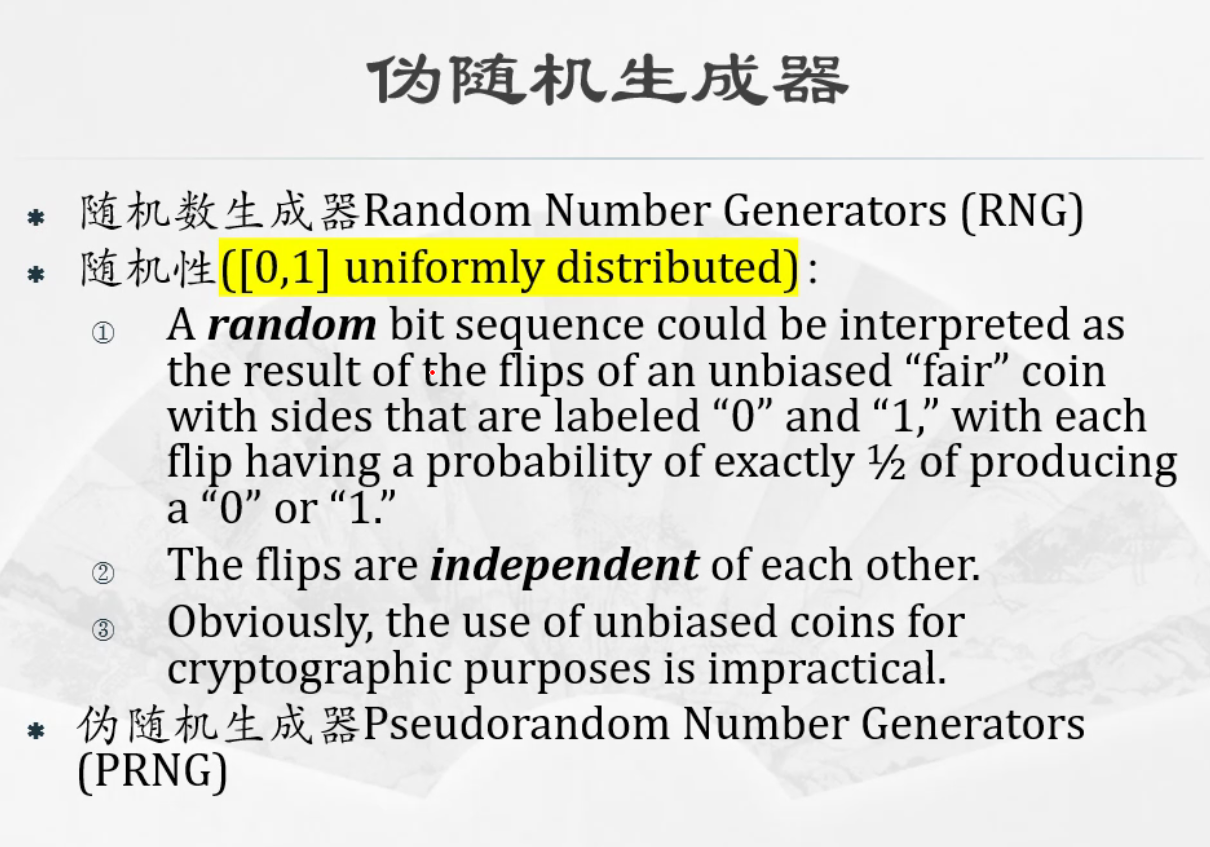 伪随机生成器
* 随机数生成器Random Number Generators (RNG)
* 随机性([0,1] uniformly distributed) :
① A random bit sequence could be interpreted as
the result of the flips of an unbiased “fair” coin
with sides that are labeled “0” and “1,” with each
flip having a probability of exactly ½ of producing
a “0” or “1.”
② The flips are independent of each other.
③ Obviously, the use of unbiased coins for
cryptographic purposes is impractical.
* 伪随机生成器Pseudorandom Number Generators
(PRNG)